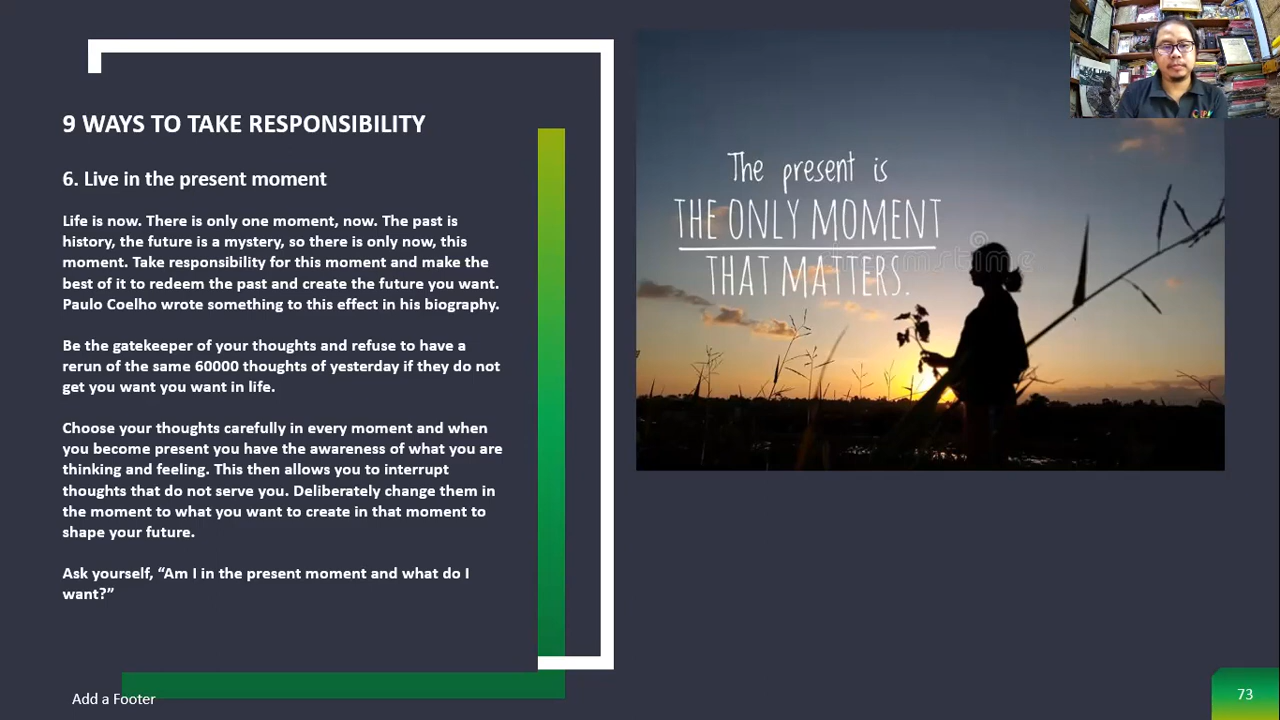 9 WAYS TO TAKE RESPONSIBILITY
6. Live in the present moment
Life is now. There is only one moment, now. The past is
history, the future is a mystery, so there is only now, this
moment. Take responsibility for this moment and make the
best of it to redeem the past and create the future you want.
Paulo Coelho wrote something to this effect in his biography.
Be the gatekeeper of your thoughts and refuse to have a
rerun of the same 60000 thoughts of yesterday if they do not
get you want you want in life.
Choose your thoughts carefully in every moment and when
you become present you have the awareness of what you are
thinking and feeling. This then allows you to interrupt
thoughts that do not serve you. Deliberately change them in
the moment to what you want to create in that moment to
shape your future.
Ask yourself, “Am I in the present moment and what do I
want?”
Add a Footer
The present is
THE ONLY MOMENT
THAT MATTERS.
73